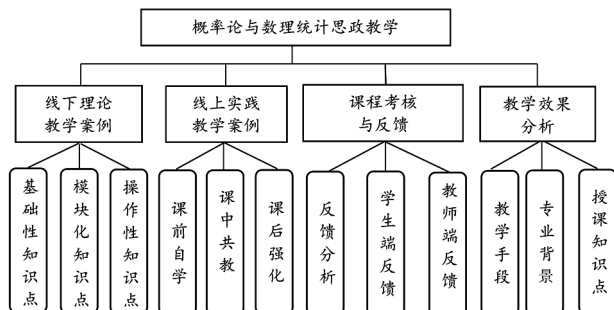 概率论与数理统计思政教学
线下理论
教学案例
线上实践
教学案例
课程考核
与反馈
教学效果
分析
基础性知识点
模块化知识点
操作性知识点
课前自学
课中共教
课后强化
反馈分析
学生端反馈
教师端反馈
教学手段
专业背景
授课知识点